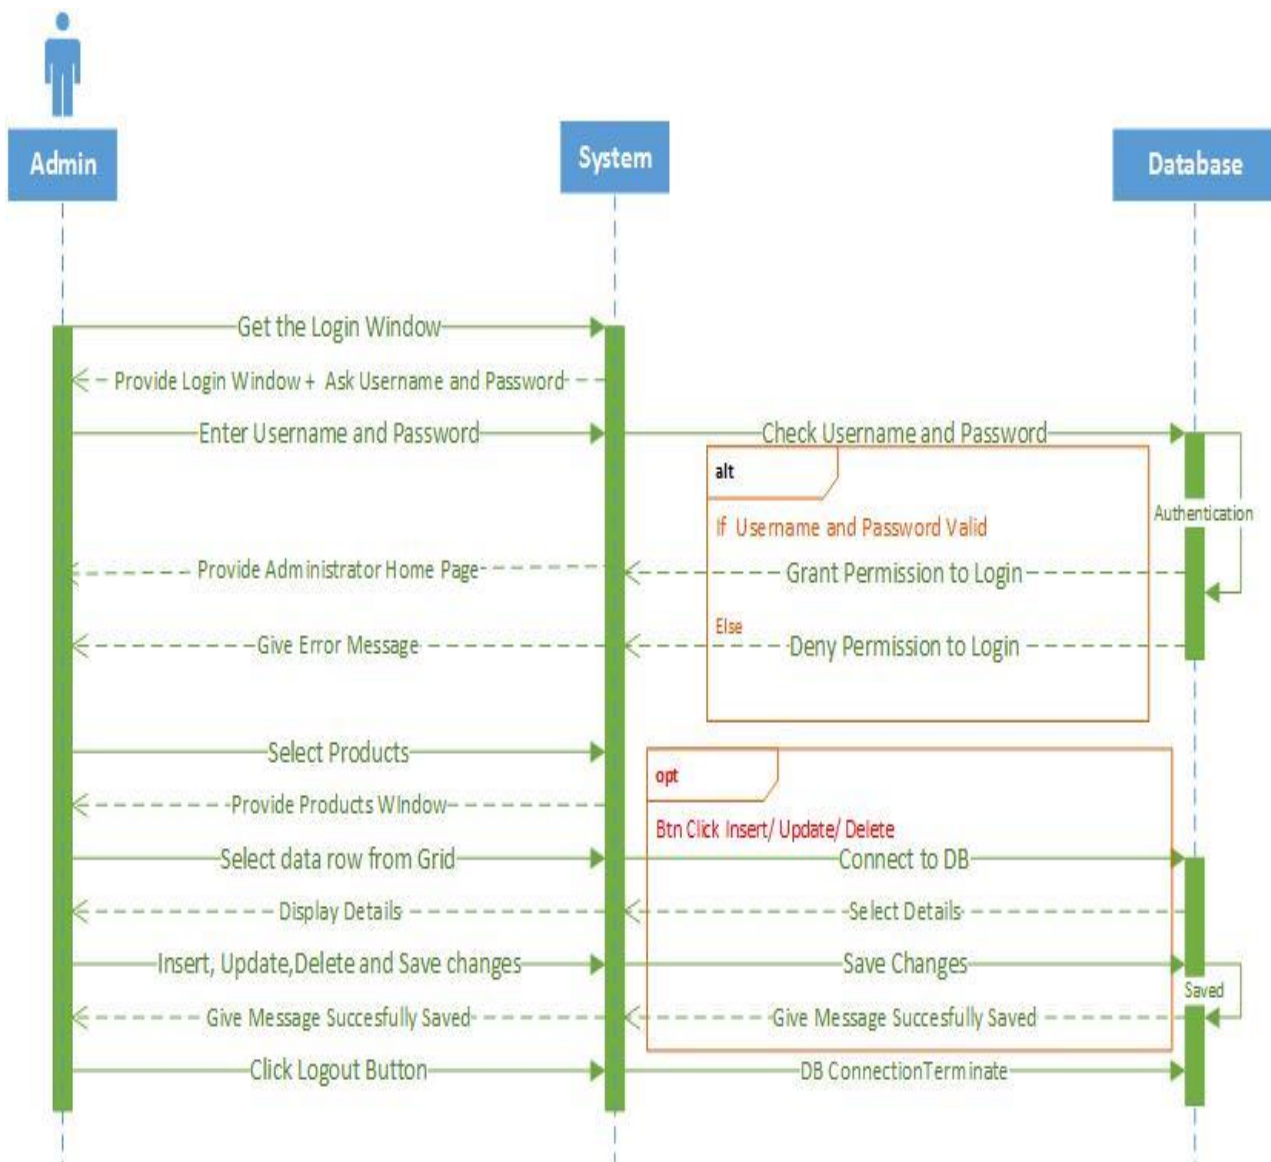 Admin
System
Database
Get the Login Window
Provide Login Window + Ask Username and Password
Enter Username and Password
Check Username and Password
alt
If Username and Password Valid
Authentication
Provide Administrator Home Page
Grant Permission to Login
Else
Give Error Message
Deny Permission to Login
Select Products
opt
Provide Products WIndow
Btn Click Insert/ Update/ Delete
Select data row from Grid
Connect to DB
Display Details
Select Details
Insert, Update,Delete and Save changes
Save Changes
Saved
Give Message Succesfully Saved
Give Message Succesfully Saved
Click Logout Button
DB ConnectionTerminate